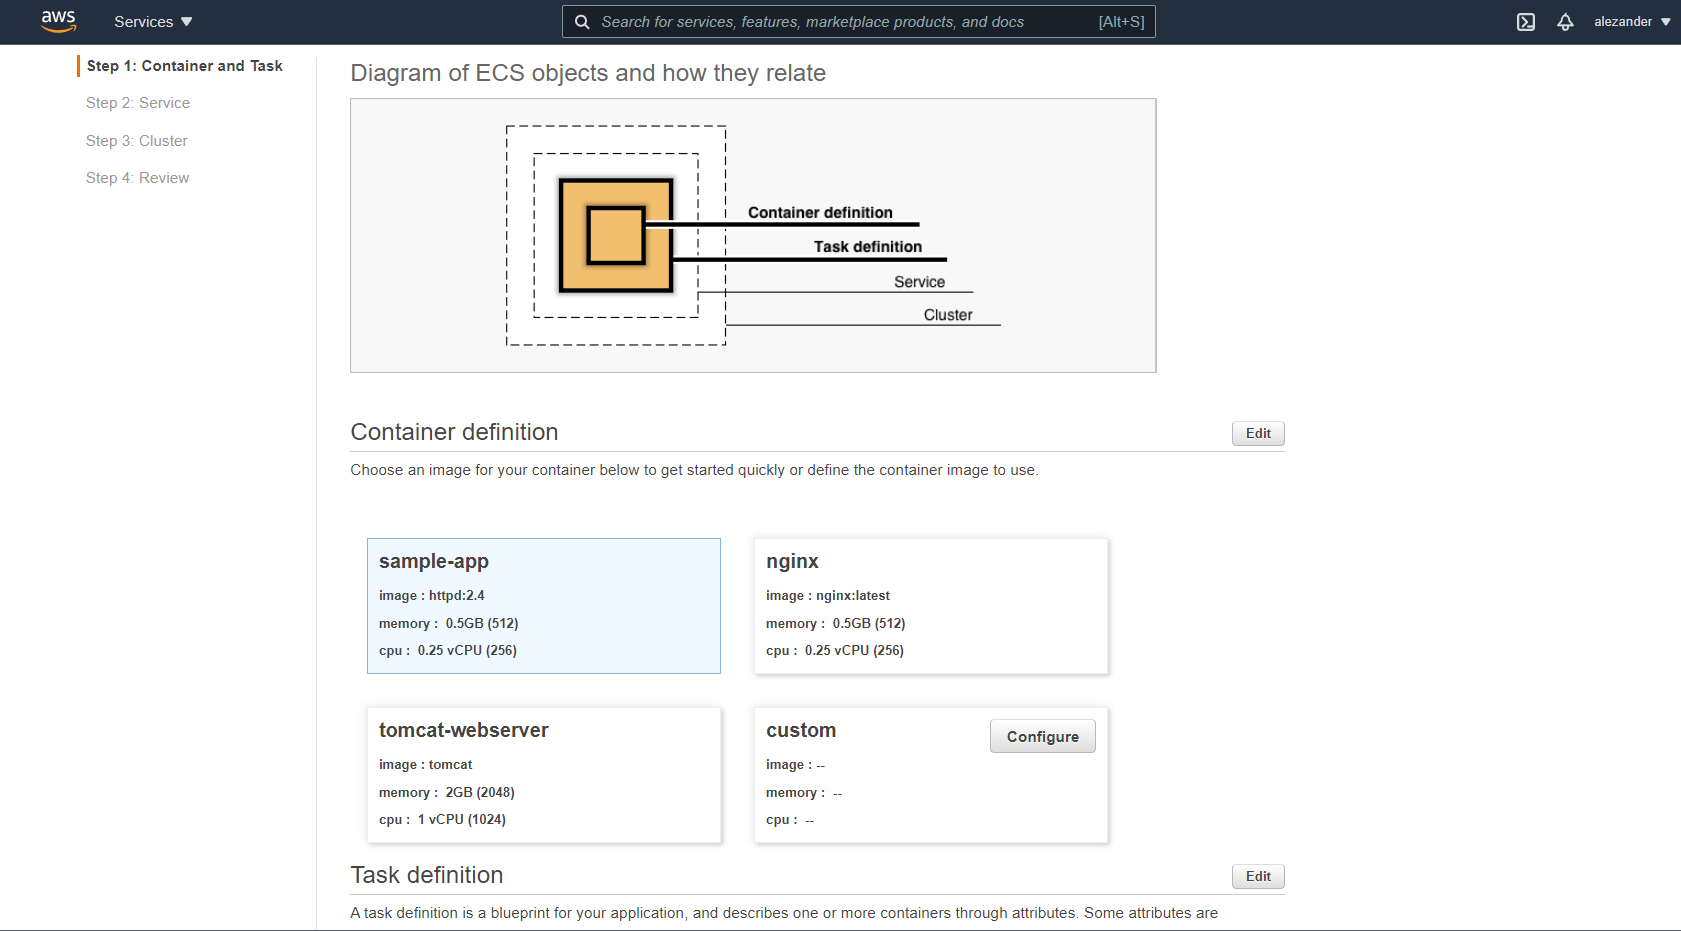 aws
Services
Search for services, features, marketplace products, and docs
[Alt+S]
alezander
Step 1: Container and Task
Step 2: Service
Step 3: Cluster
Step 4: Review
Diagram of ECS objects and how they relate
Container definition
Task definition
Service
Cluster
Container definition
Edit
Choose an image for your container below to get started quickly or define the container image to use.
sample-app
image : httpd:2.4
memory : 0.5GB (512)
cpu : 0.25 vCPU (256)
nginx
image : nginx:latest
memory : 0.5GB (512)
cpu : 0.25 vCPU (256)
tomcat-webserver
image : tomcat
memory : 2GB (2048)
cpu : 1 vCPU (1024)
custom
Configure
image : --
memory : --
cpu : --
Task definition
Edit
A task definition is a blueprint for your application, and describes one or more containers through attributes. Some attributes are